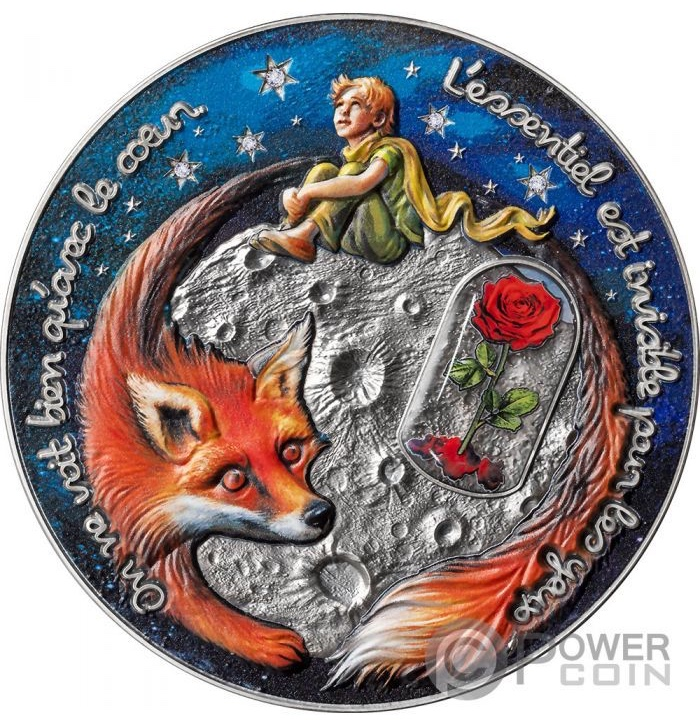 On ne voit bien qu'avec le cœur,
L'essentiel est invisible pour les yeux
POWER
COIN